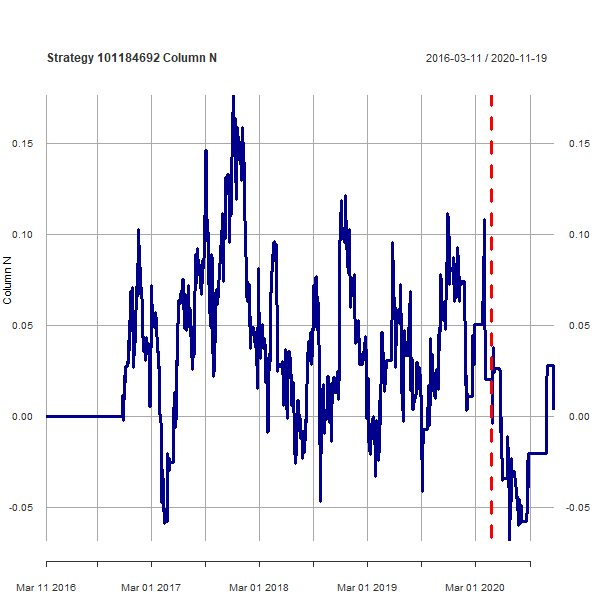 Strategy 101184692 Column N
2016-03-11 / 2020-11-19
0.15
0.15
0.10
0.10
Column N
0.05
0.05
0.00
0.00
-0.05
-0.05
Mar 11 2016
Mar 01 2017
Mar 01 2018
Mar 01 2019
Mar 01 2020